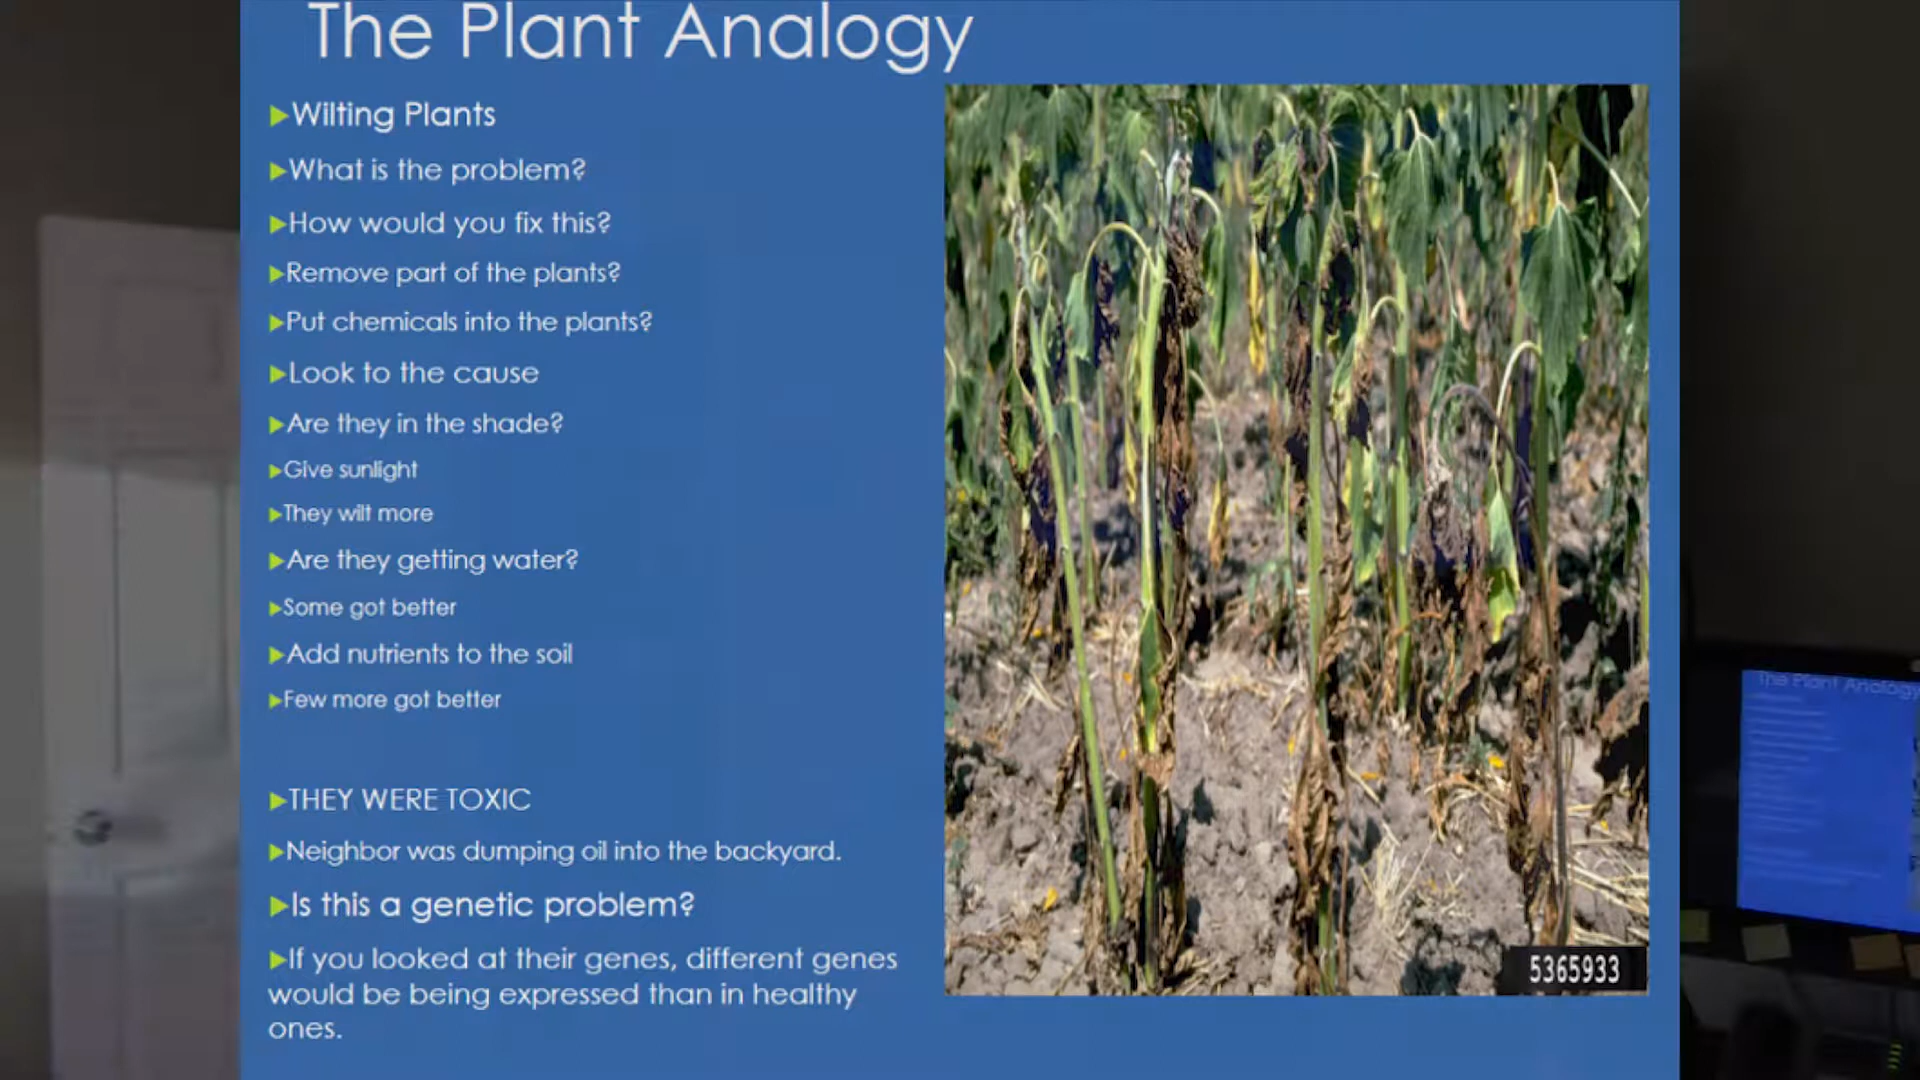 The Plant Analogy
Wilting Plants
What is the problem?
How would you fix this?
Remove part of the plants?
Put chemicals into the plants?
Look to the cause
Are they in the shade?
Give sunlight
They wilt more
Are they getting water?
Some got better
Add nutrients to the soil
Few more got better
THEY WERE TOXIC
Neighbor was dumping oil into the backyard.
Is this a genetic problem?
If you looked at their genes, different genes
would be being expressed than in healthy
ones.
5365933
The Plant Analogy